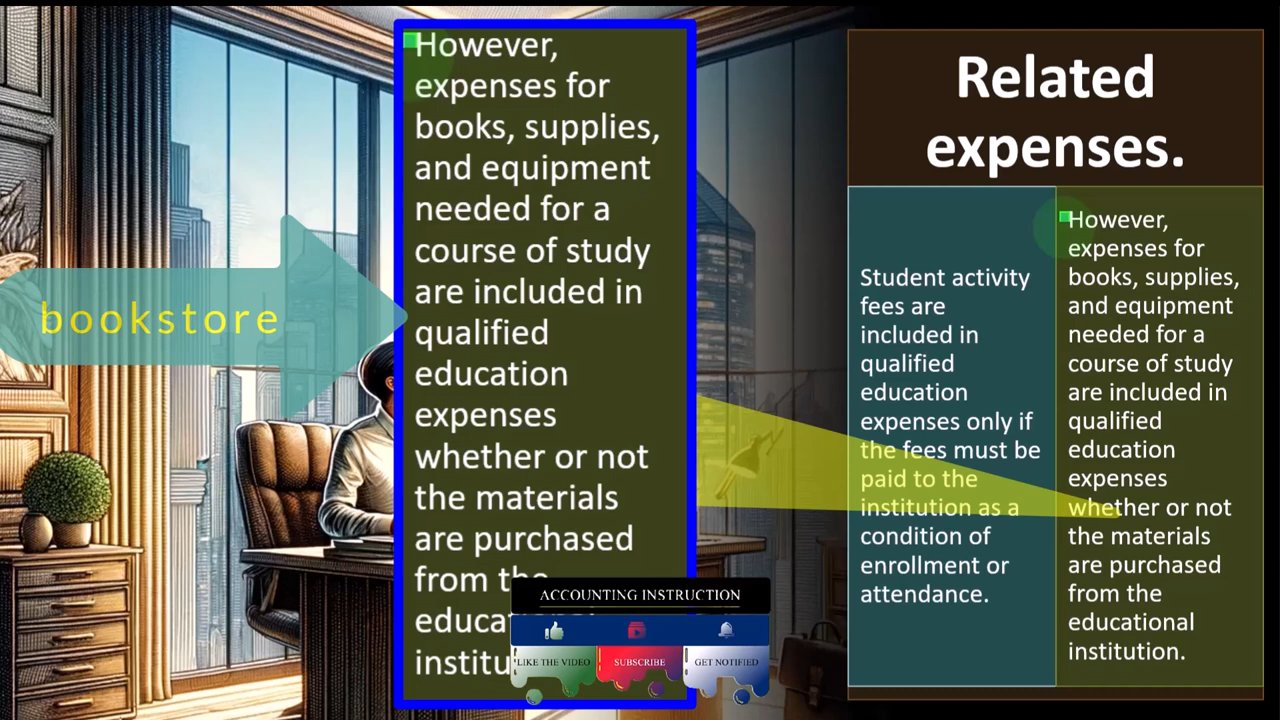 bookstore
However,
expenses for
books, supplies,
and equipment
needed for a
course of study
are included in
qualified
education
expenses
whether or not
the materials
are purchased
from the
educa
institu
ACCOUNTING INSTRUCTION
LIKE THE VIDEO
SUBSCRIBE
GET NOTIFIED
Related
expenses.
Student activity
fees are
included in
qualified
education
expenses only if
the fees must be
paid to the
institution as a
condition of
enrollment or
attendance.
However,
expenses for
books, supplies,
and equipment
needed for a
course of study
are included in
qualified
education
expenses
whether or not
the materials
are purchased
from the
educational
institution.